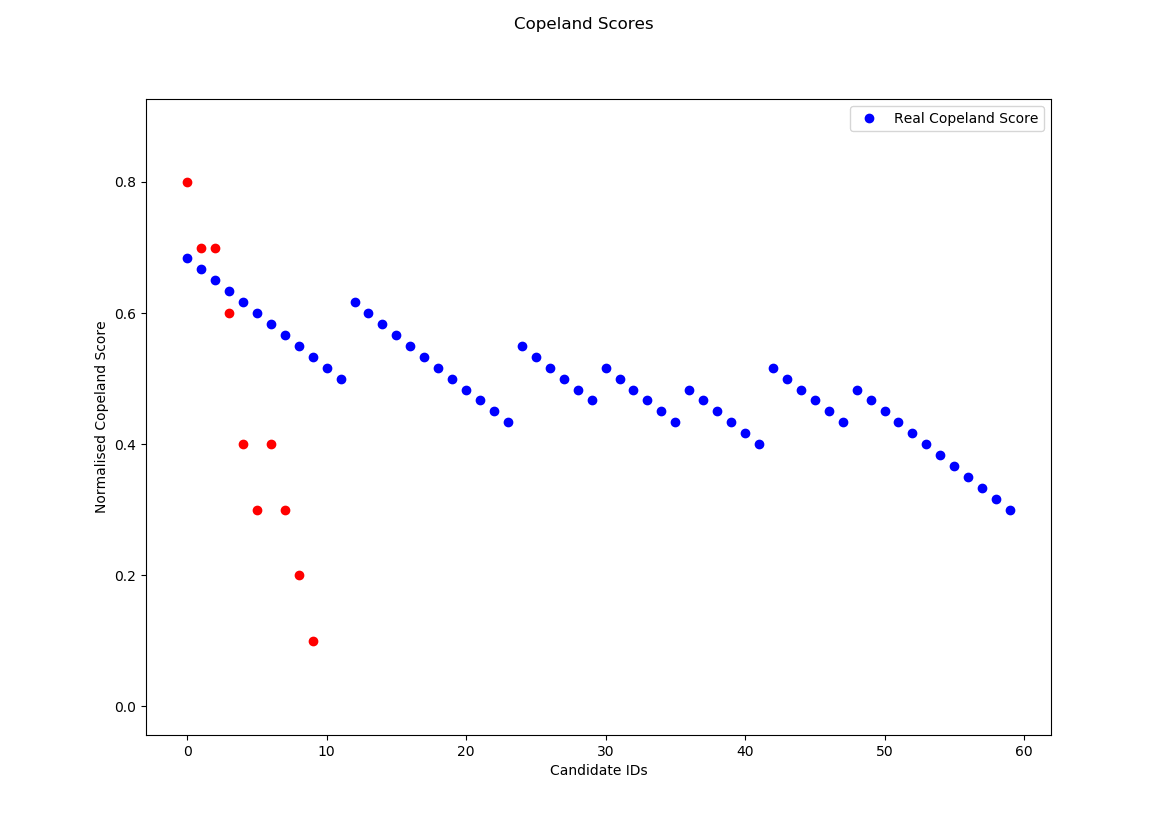 Copeland Scores
Real Copeland Score
Normalised Copeland Score
0.8
0.6
0.4
0.2
0.0
0 10 20 30 40 50 60
Candidate IDs